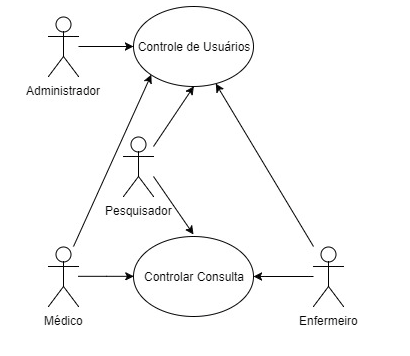 Controle de Usuários
Administrador
Pesquisador
Controlar Consulta
Médico
Enfermeiro